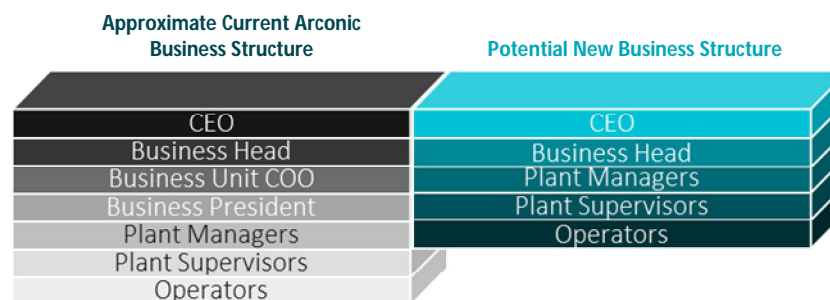 Approximate Current Arconic
Business Structure
CEO
Business Head
Business Unit COO
Business President
Plant Managers
Plant Supervisors
Operators
Potential New Business Structure
CEO
Business Head
Plant Managers
Plant Supervisors
Operators